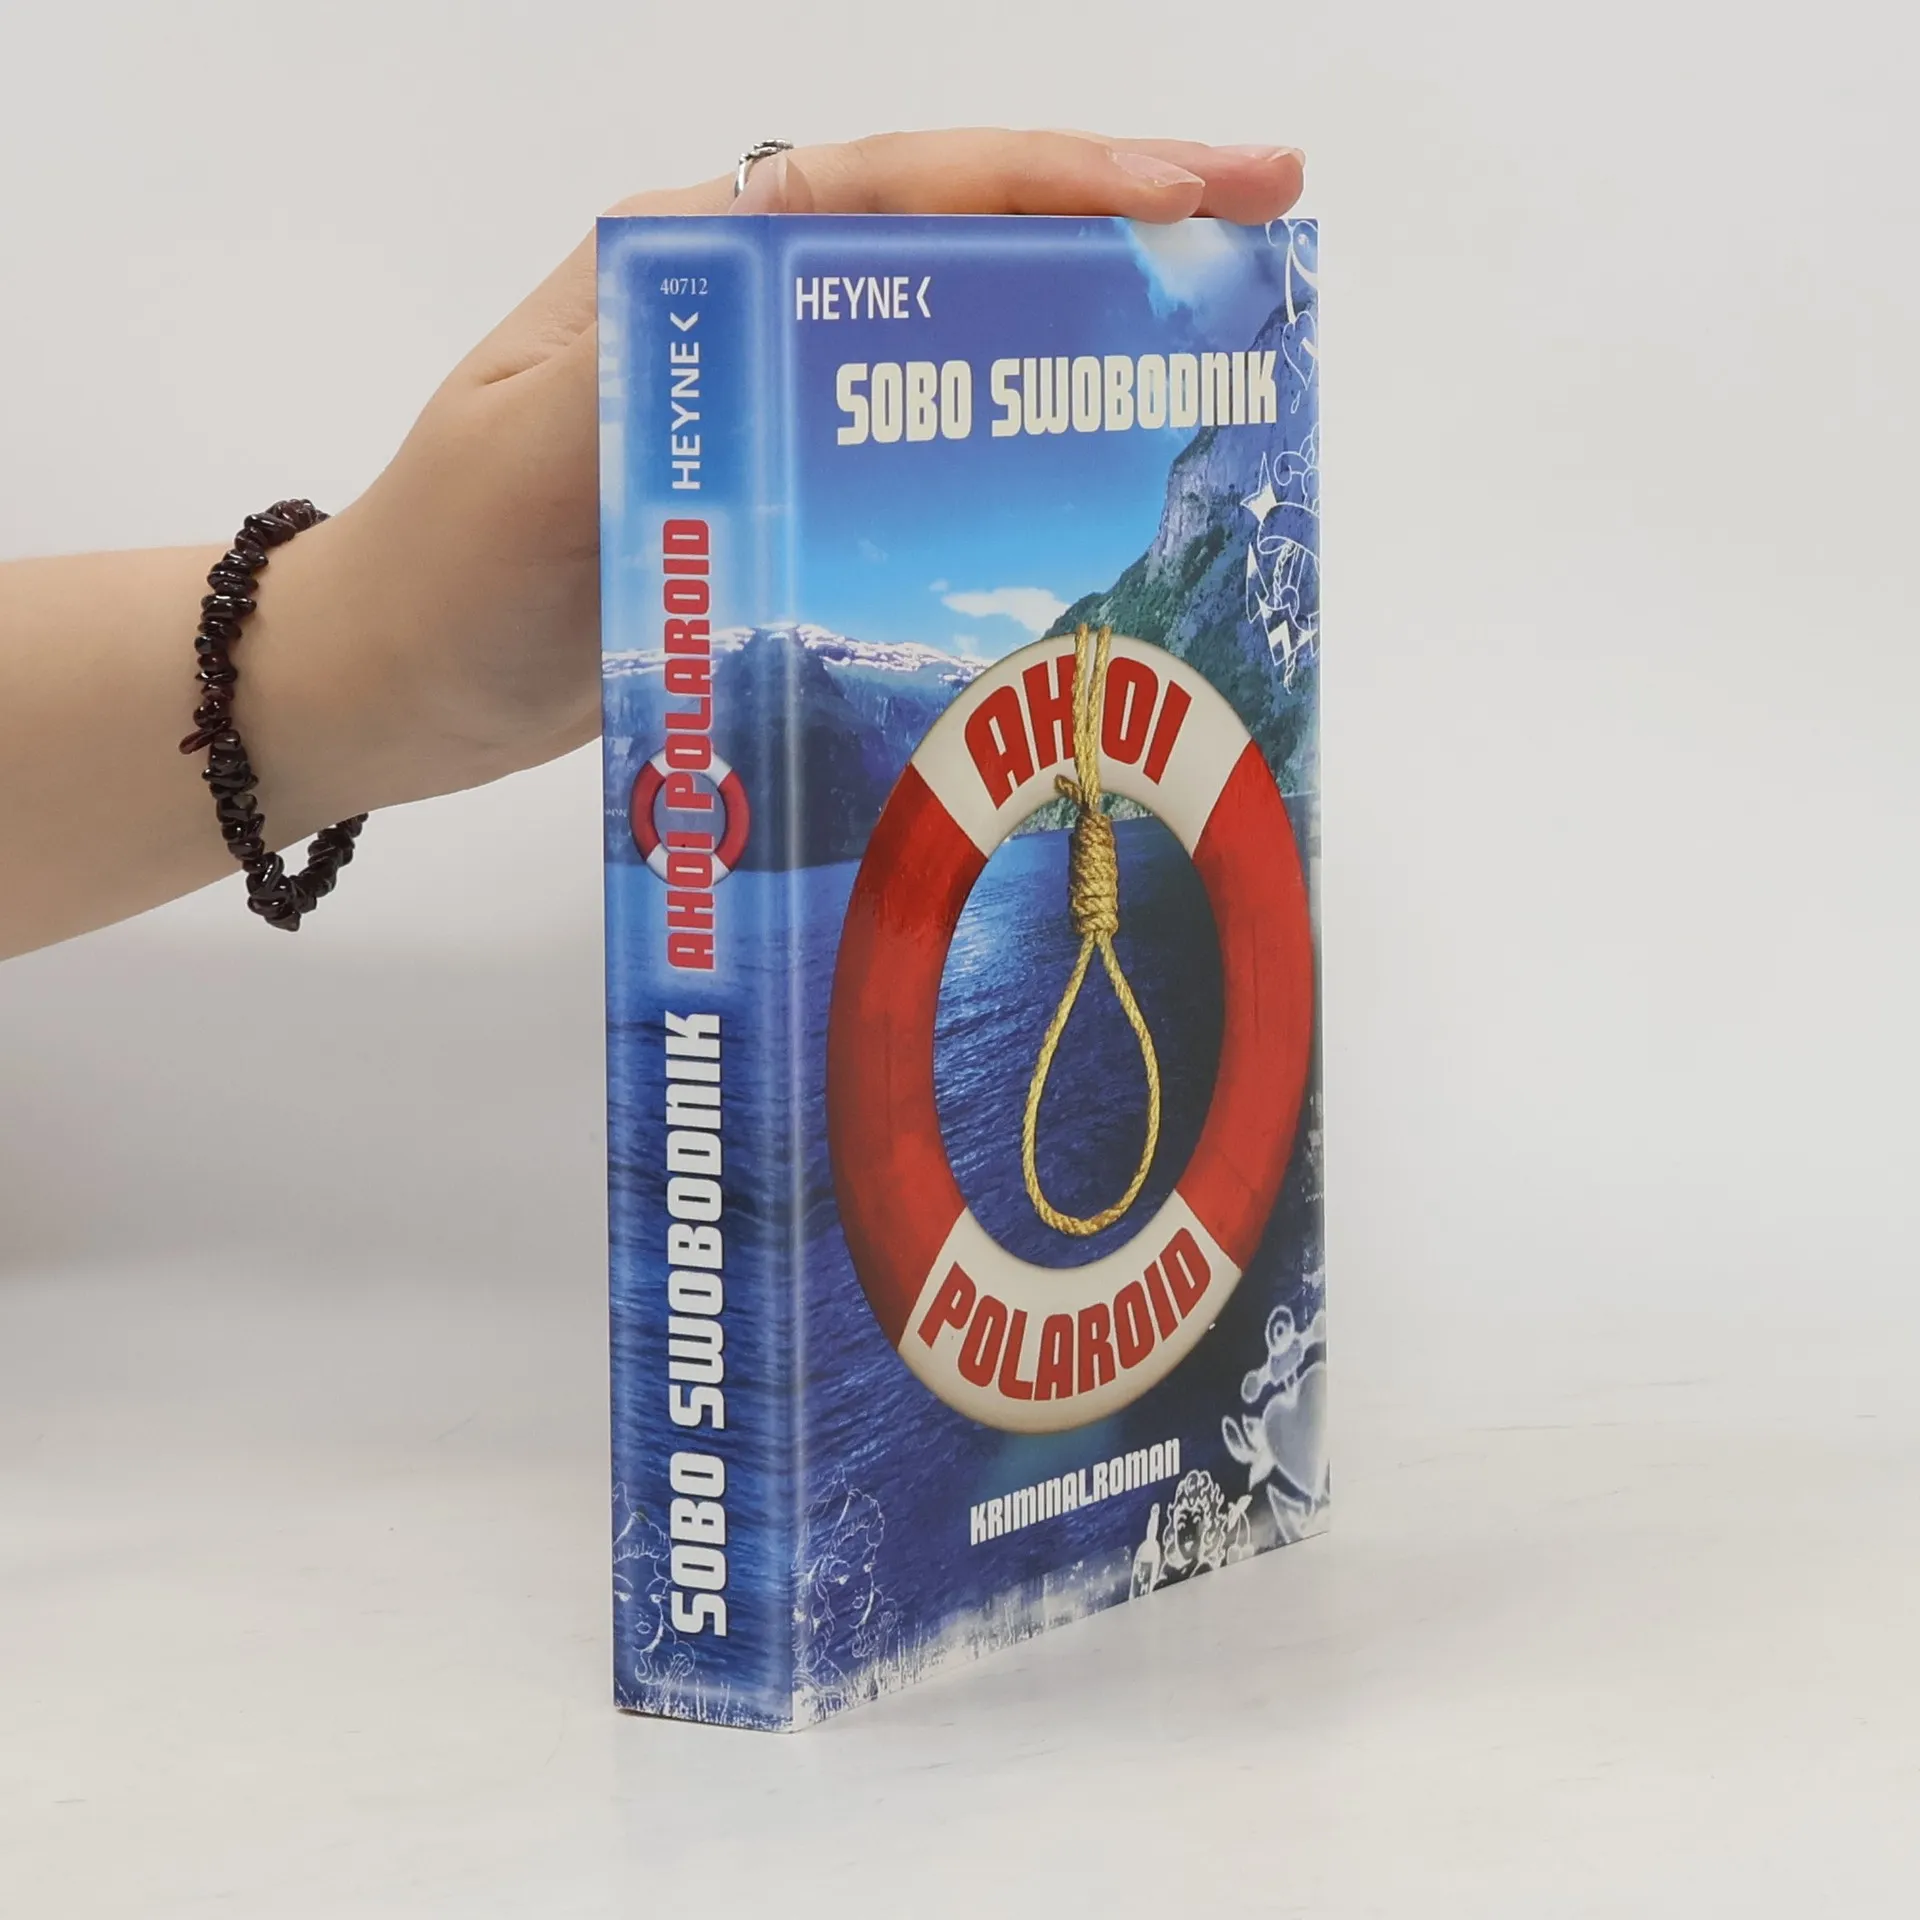 40712
HEYNE<
AHOI POLAROID
SOBO SWOBODNIK
HEYNE<
SOBO SWOBODNIK
AHOI
POLAROID
KRIMINALROMAN